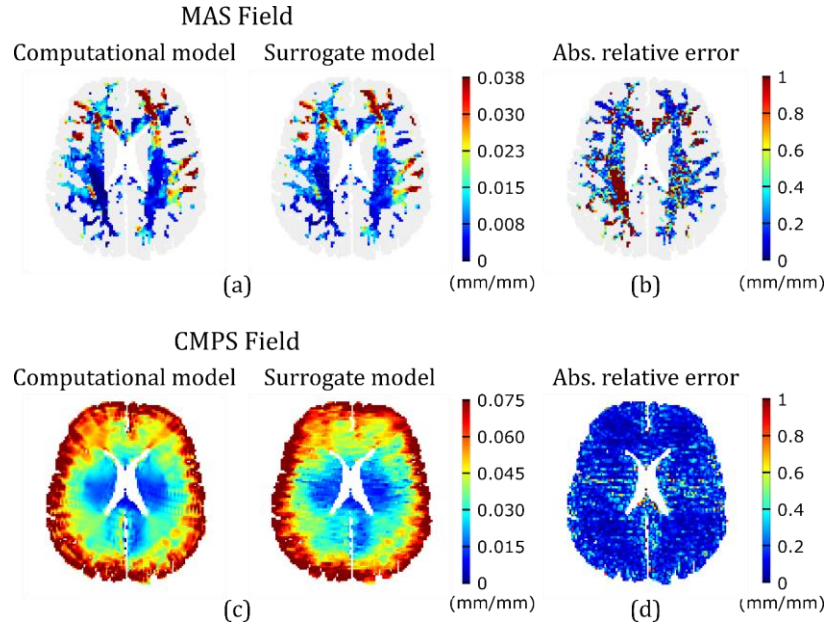 MAS Field
Computational model Surrogate model Abs. relative error
0.038 1
0.030 0.8
0.023 0.6
0.015 0.4
0.008 0.2
0 0
(mm/mm) (mm/mm)
(a) (b)
CMPS Field
Computational model Surrogate model Abs. relative error
0.075 1
0.060 0.8
0.045 0.6
0.030 0.4
0.015 0.2
0 0
(mm/mm) (mm/mm)
(c) (d)